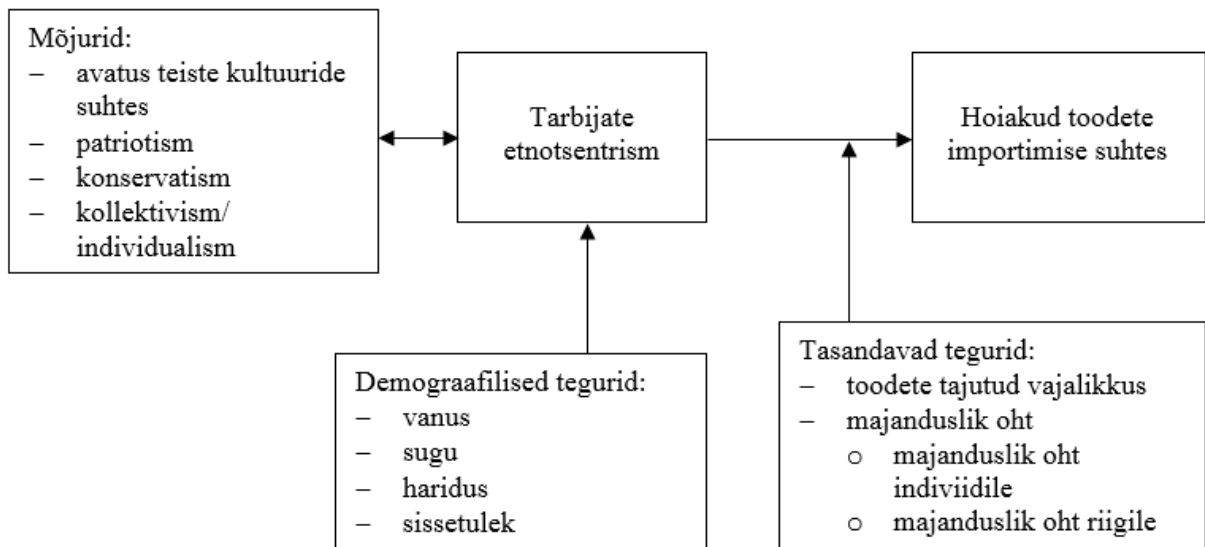 Mõjurid:
– avatus teiste kultuuride
suhtes
– patriotism
– konservatism
– kollektivism/
individualism
Tarbijate
etnotsentrism
Hoiakud toodete
importimise suhtes
Demograafilised tegurid:
– vanus
– sugu
– haridus
– sissetulek
Tasandavad tegurid:
– toodete tajutud vajalikkus
– majanduslik oht
o majanduslik oht
indiviidile
o majanduslik oht riigile